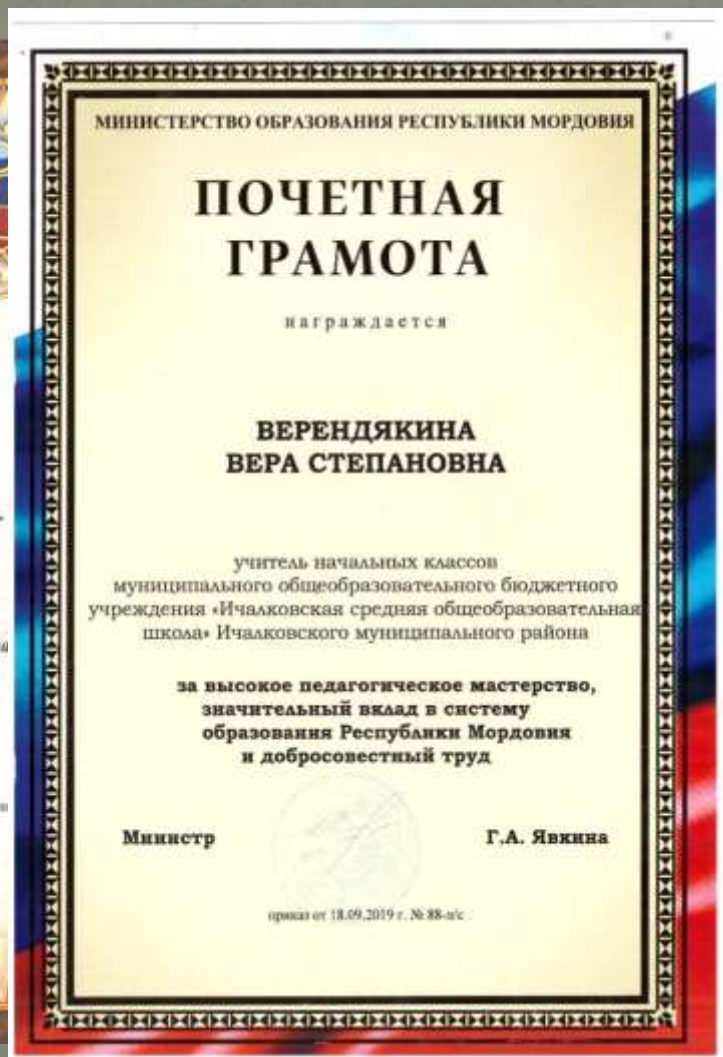 МИНИСТЕРСТВО ОБРАЗОВАНИЯ РЕСПУБЛИКИ МОРДОВИЯ
ПОЧЕТНАЯ
ГРАМОТА
награждается
ВЕРЕНДЯКИНА
ВЕРА СТЕПАНОВНА
учитель начальных классов
муниципального общеобразовательного бюджетного
учреждения «Ичалковская средняя общеобразовательная
школа» Ичалковского муниципального района
за высокое педагогическое мастерство,
значительный вклад в систему
образования Республики Мордовия
и добросовестный труд
Министр Г.А. Явкина
приказ от 18.09.2019 г. № 88-л/с